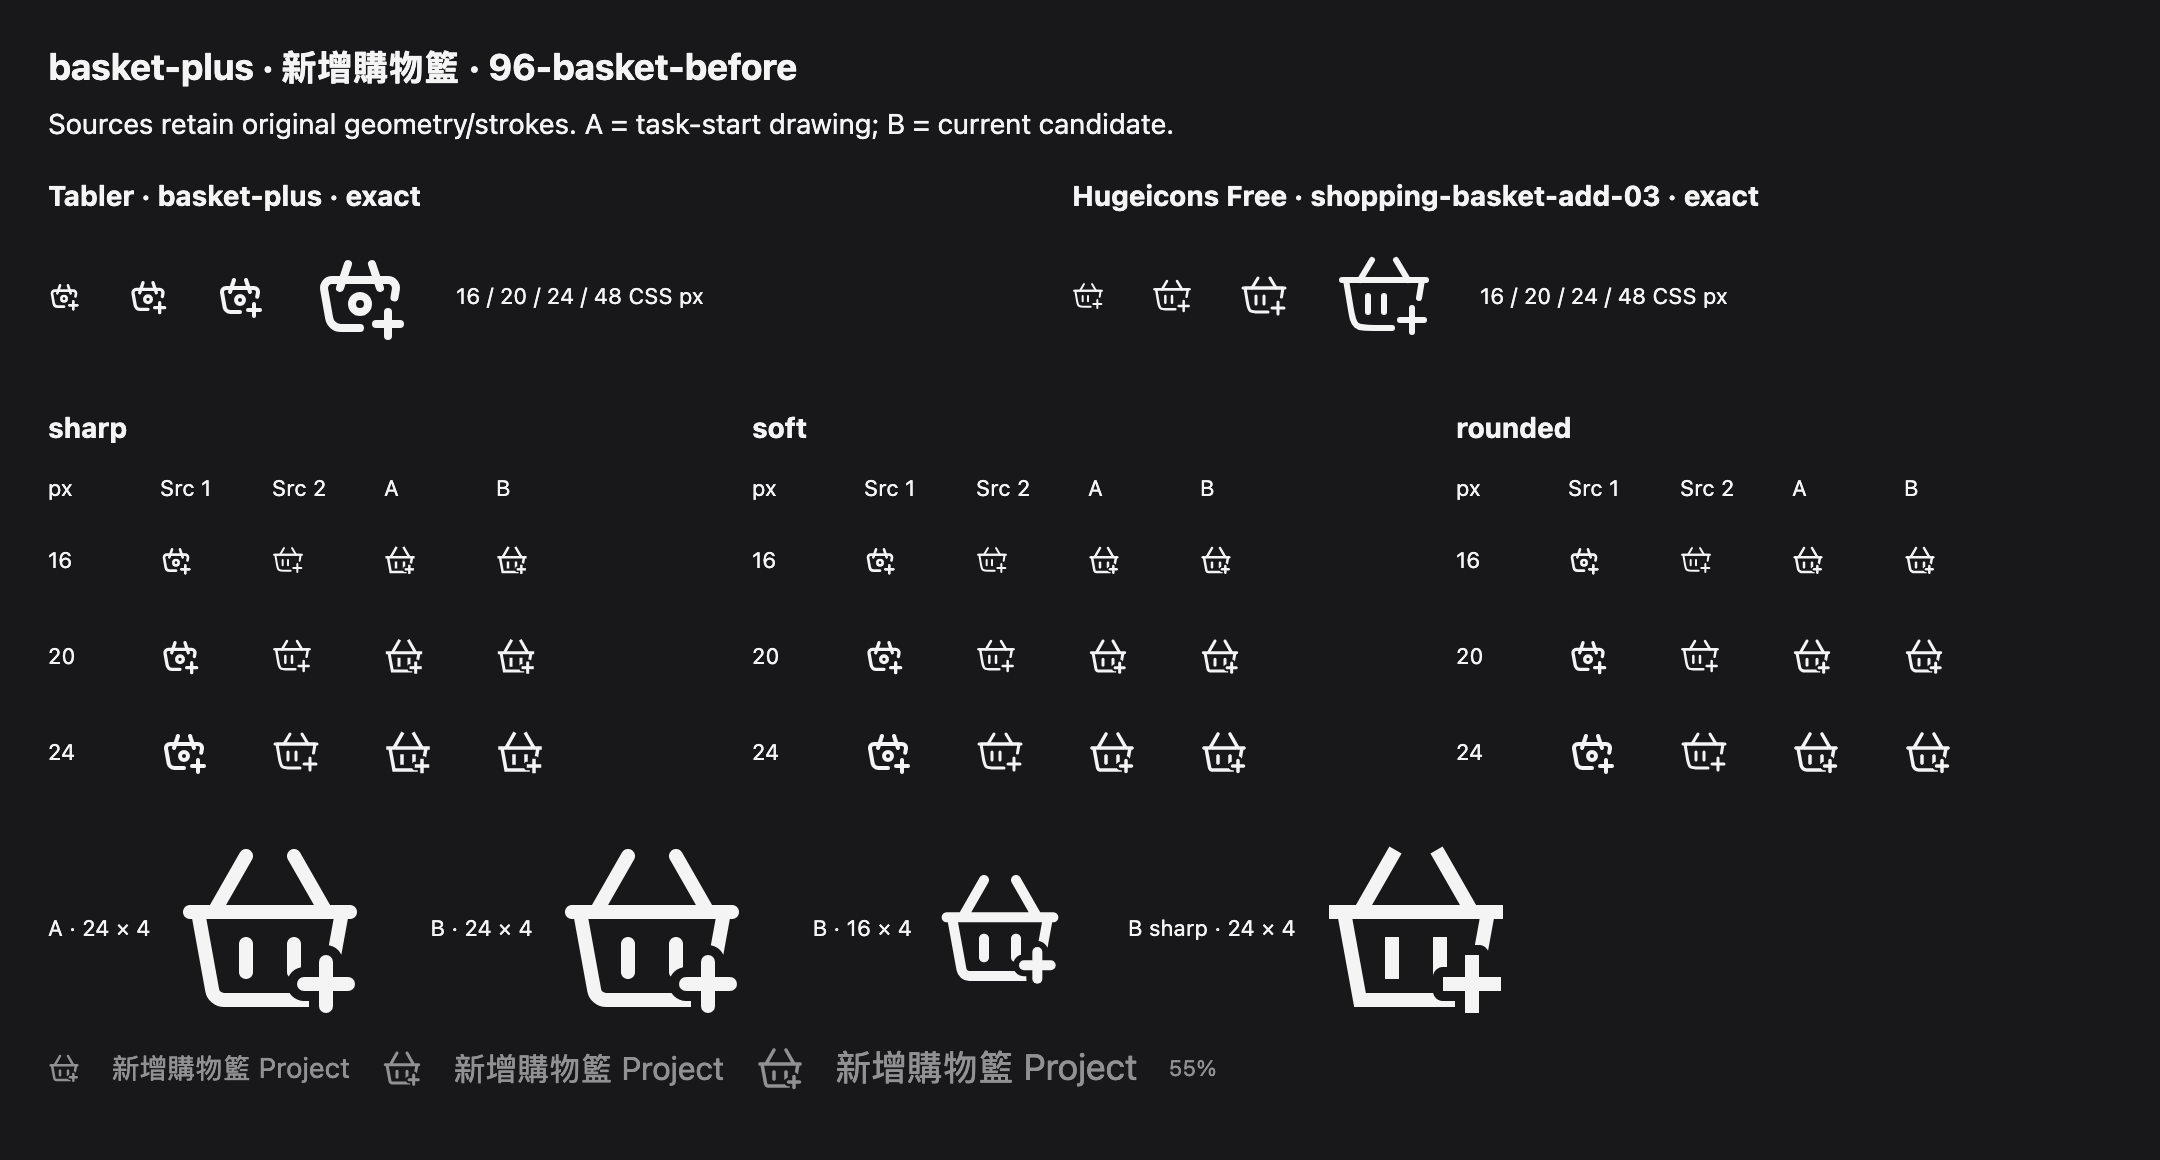 basket-plus · 新增購物籃 · 96-basket-before
Sources retain original geometry/strokes. A = task-start drawing; B = current candidate.
Tabler · basket-plus · exact
16 / 20 / 24 / 48 CSS px
Hugeicons Free · shopping-basket-add-03 · exact
16 / 20 / 24 / 48 CSS px
sharp
px Src 1 Src 2 A B
16
20
24
soft
px Src 1 Src 2 A B
16
20
24
rounded
px Src 1 Src 2 A B
16
20
24
A · 24 × 4
B · 24 × 4
B · 16 × 4
B sharp · 24 × 4
新增購物籃 Project
新增購物籃 Project
新增購物籃 Project
55%